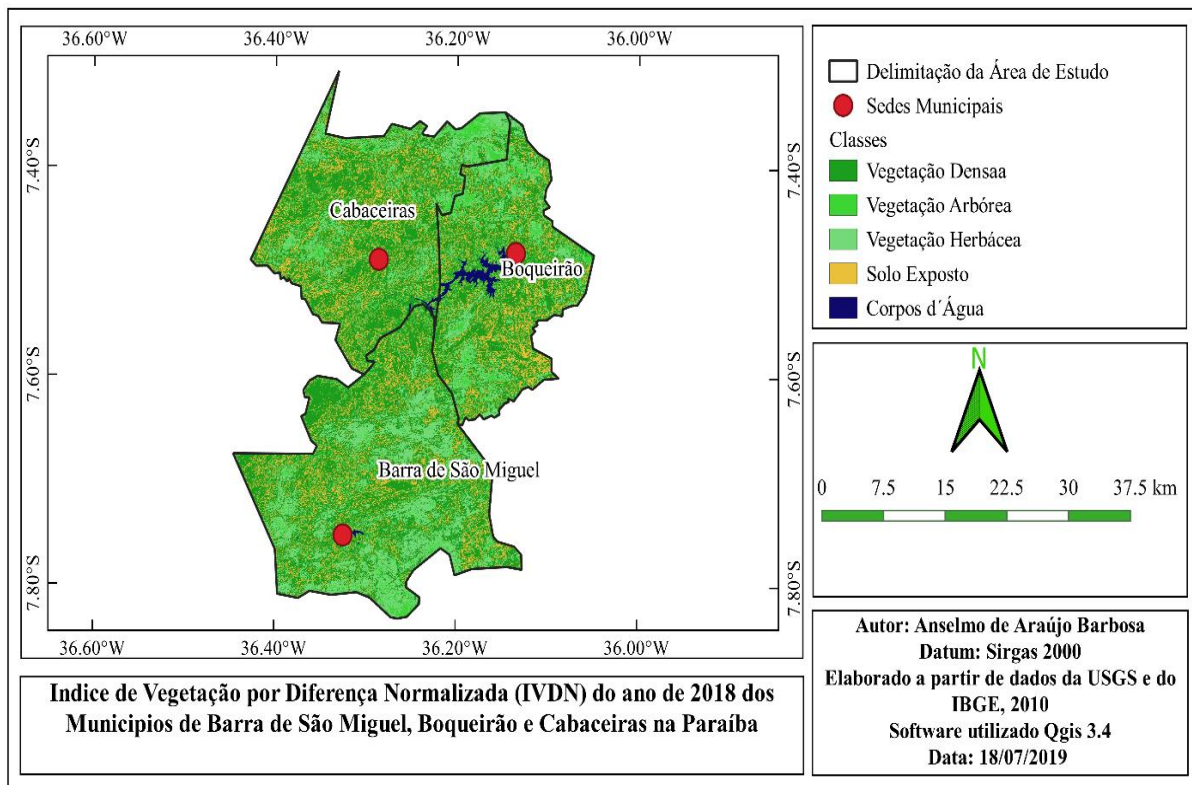 36.60°W 36.40°W 36.20°W 36.00°W
7.40°S
7.60°S
7.80°S
Cabaceiras
Boqueirão
Barra de São Miguel
7.40°S
7.60°S
7.80°S
36.60°W 36.40°W 36.20°W 36.00°W
Delimitação da Área de Estudo
Sedes Municipais
Classes
Vegetação Densaa
Vegetação Arbórea
Vegetação Herbácea
Solo Exposto
Corpos d´Água
N
0 7.5 15 22.5 30 37.5 km
Indice de Vegetação por Diferença Normalizada (IVDN) do ano de 2018 dos
Municipios de Barra de São Miguel, Boqueirão e Cabaceiras na Paraíba
Autor: Anselmo de Araújo Barbosa
Datum: Sirgas 2000
Elaborado a partir de dados da USGS e do
IBGE, 2010
Software utilizado Qgis 3.4
Data: 18/07/2019